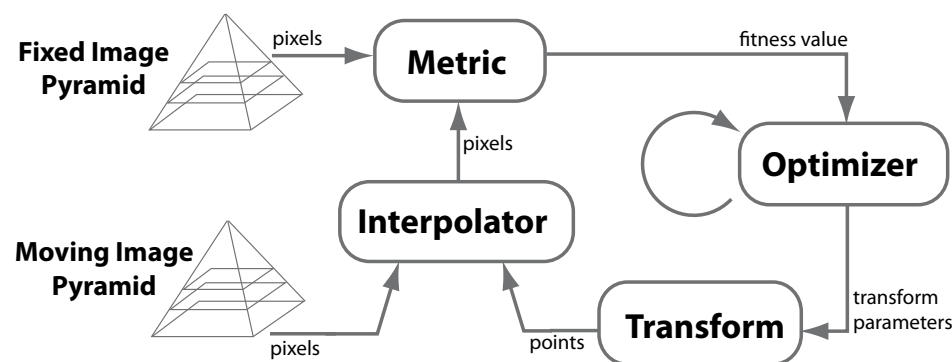 Fixed Image
Pyramid
pixels
Metric
fitness value
pixels
Optimizer
Interpolator
Moving Image
Pyramid
pixels
points
Transform
transform
parameters